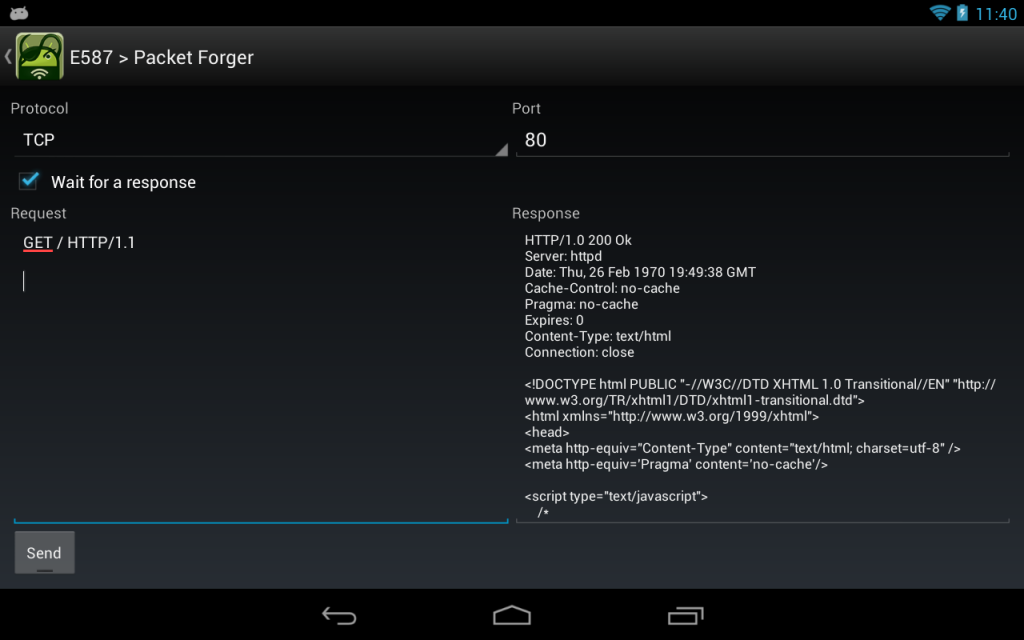 11:40
E587 > Packet Forger
Protocol
Port
TCP
80
Wait for a response
Request
Response
GET / HTTP/1.1
HTTP/1.0 200 Ok
Server: httpd
Date: Thu, 26 Feb 1970 19:49:38 GMT
Cache-Control: no-cache
Pragma: no-cache
Expires: 0
Content-Type: text/html
Connection: close
<!DOCTYPE html PUBLIC "-//W3C//DTD XHTML 1.0 Transitional//EN" "http://
www.w3.org/TR/xhtml1/DTD/xhtml1-transitional.dtd">
<html xmlns="http://www.w3.org/1999/xhtml">
<head>
<meta http-equiv="Content-Type" content="text/html; charset=utf-8" />
<meta http-equiv='Pragma' content='no-cache'/>
<script type="text/javascript">
/*
Send